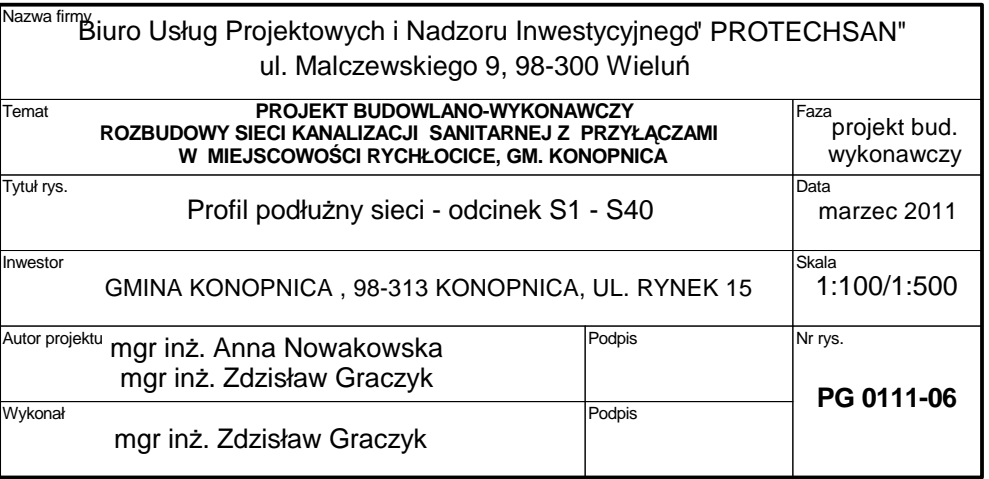 Nazwa firmy
Biuro Usług Projektowych i Nadzoru Inwestycyjnego" PROTECHSAN"
ul. Malczewskiego 9, 98-300 Wieluń
Temat
PROJEKT BUDOWLANO-WYKONAWCZY
ROZBUDOWY SIECI KANALIZACJI SANITARNEJ Z PRZYŁĄCZAMI
W MIEJSCOWOŚCI RYCHŁOCICE, GM. KONOPNICA
Faza
projekt bud.
wykonawczy
Tytuł rys.
Profil podłużny sieci - odcinek S1 - S40
Data
marzec 2011
Inwestor
GMINA KONOPNICA , 98-313 KONOPNICA, UL. RYNEK 15
Skala
1:100/1:500
Autor projektu
mgr inż. Anna Nowakowska
mgr inż. Zdzisław Graczyk
Podpis
Nr rys.
PG 0111-06
Wykonał
mgr inż. Zdzisław Graczyk
Podpis